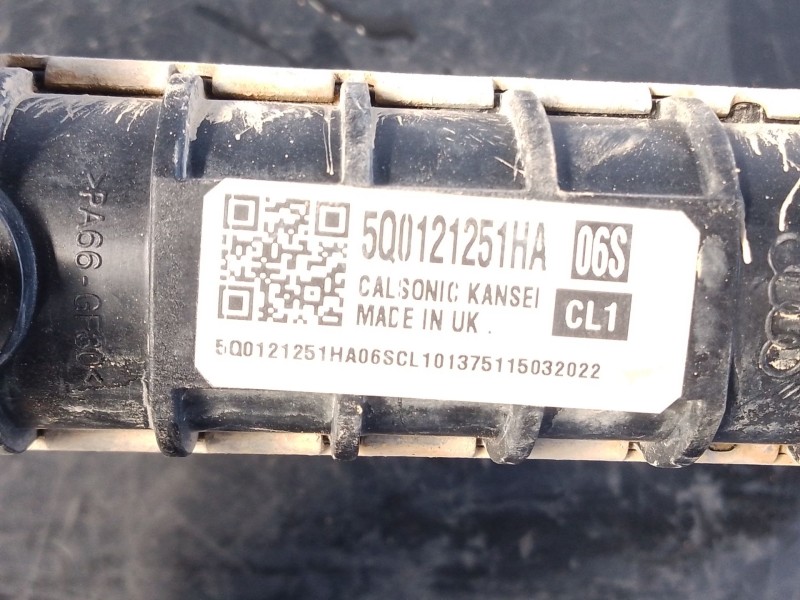 >PA66-GF30<
5Q0121251HA 06S
CALSONIC KANSEI CL1
MADE IN UK .
5Q0121251HA06SCL101375115032022